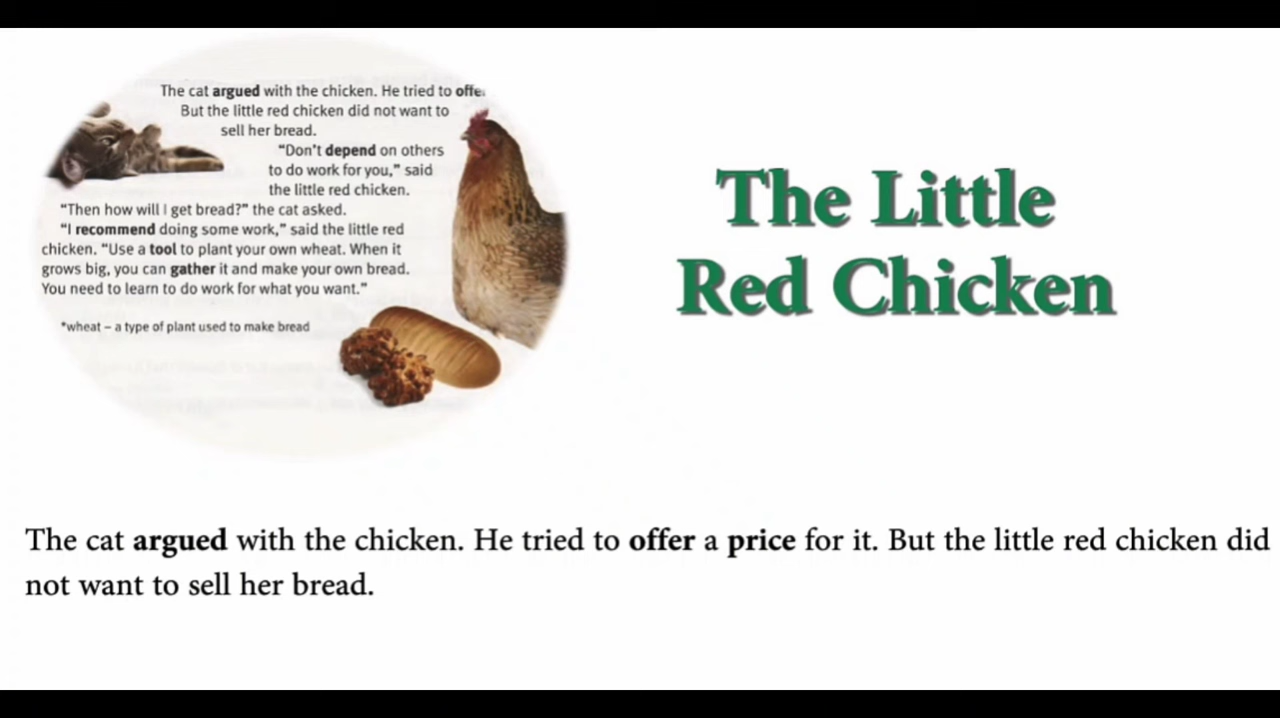 The cat argued with the chicken. He tried to
But the little red chicken did not want to
sell her bread.
"Don't depend on others
to do work for you," said
the little red chicken.
"Then how will I get bread?" the cat asked.
"I recommend doing some work," said the little red
chicken. "Use a tool to plant your own wheat. When it
grows big, you can gather it and make your own bread.
You need to learn to do work for what you want."
*wheat – a type of plant used to make bread
The Little
Red Chicken
The cat argued with the chicken. He tried to offer a price for it. But the little red chicken did
not want to sell her bread.